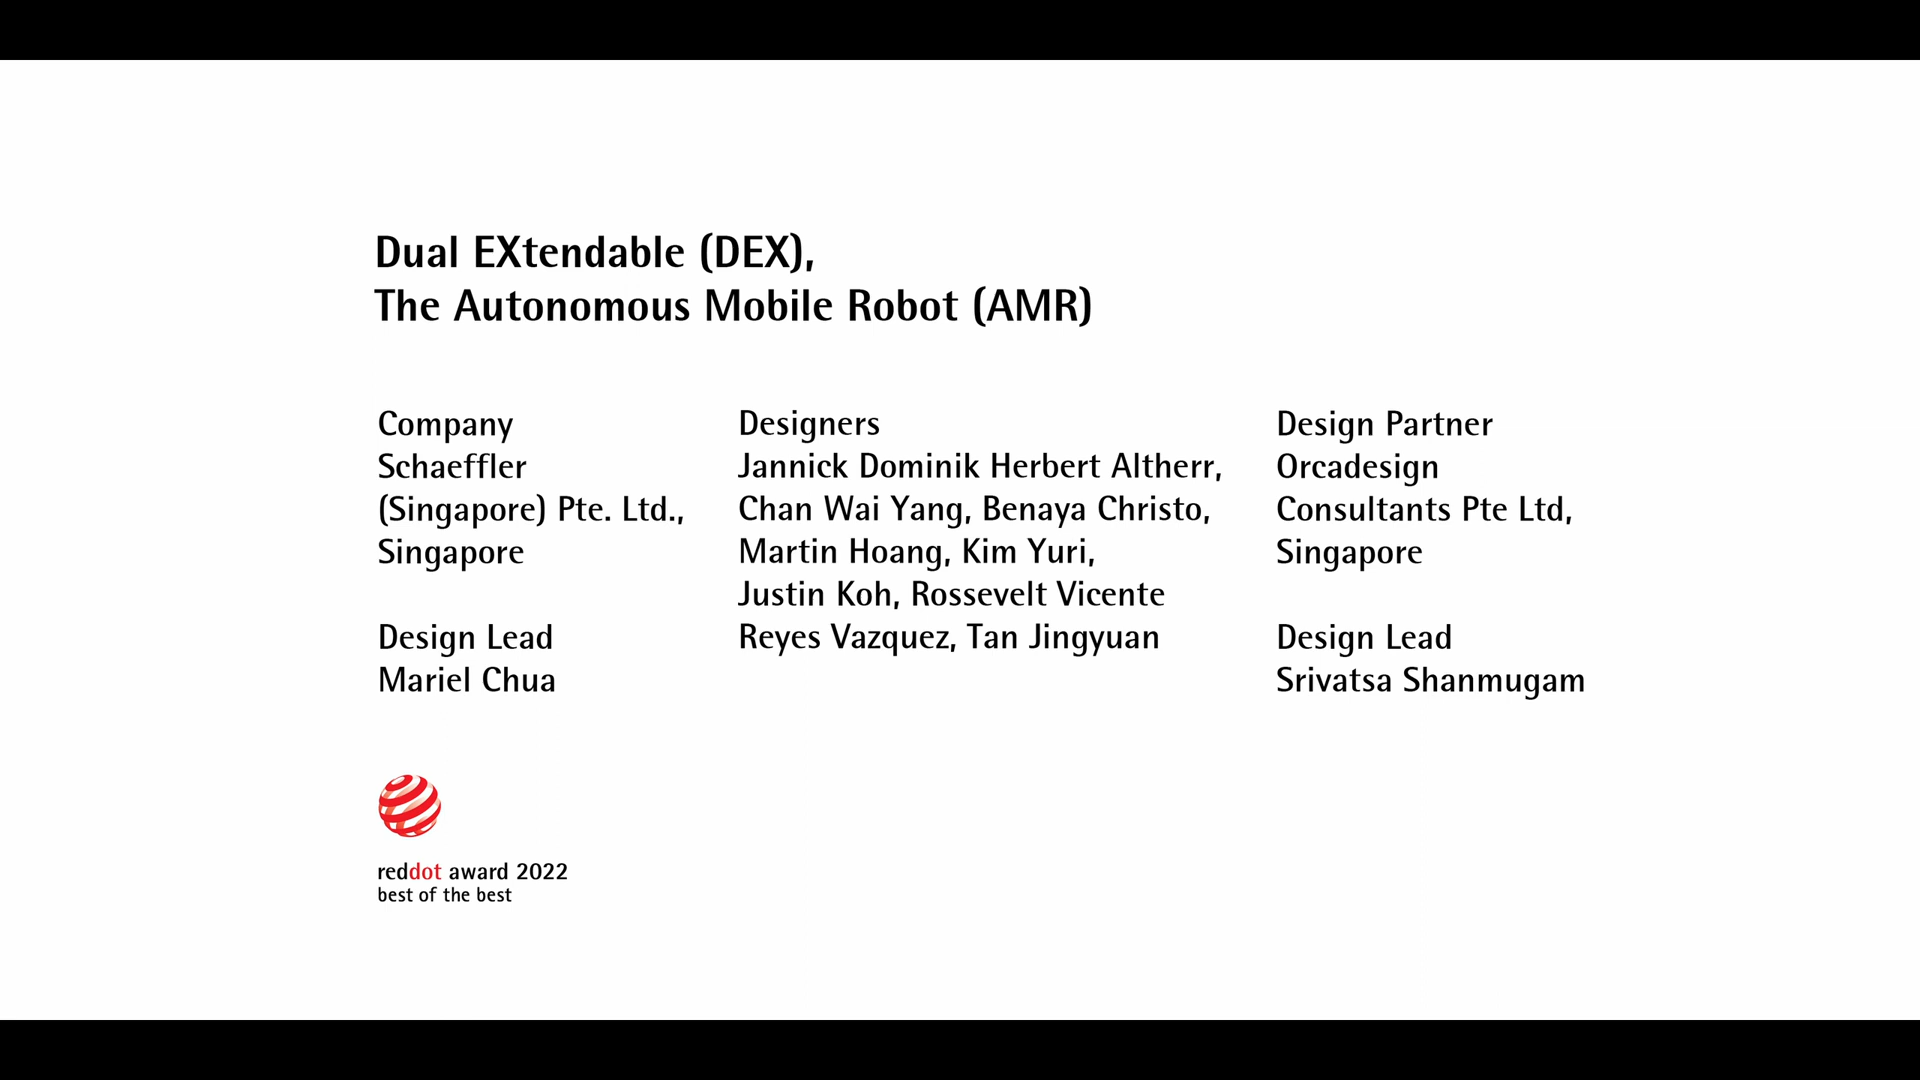 Dual EXtendable (DEX),
The Autonomous Mobile Robot (AMR)
Company
Schaeffler
(Singapore) Pte. Ltd.,
Singapore
Design Lead
Mariel Chua
Designers
Jannick Dominik Herbert Altherr,
Chan Wai Yang, Benaya Christo,
Martin Hoang, Kim Yuri,
Justin Koh, Rossevelt Vicente
Reyes Vazquez, Tan Jingyuan
Design Partner
Orcadesign
Consultants Pte Ltd,
Singapore
Design Lead
Srivatsa Shanmugam
reddot award 2022
best of the best